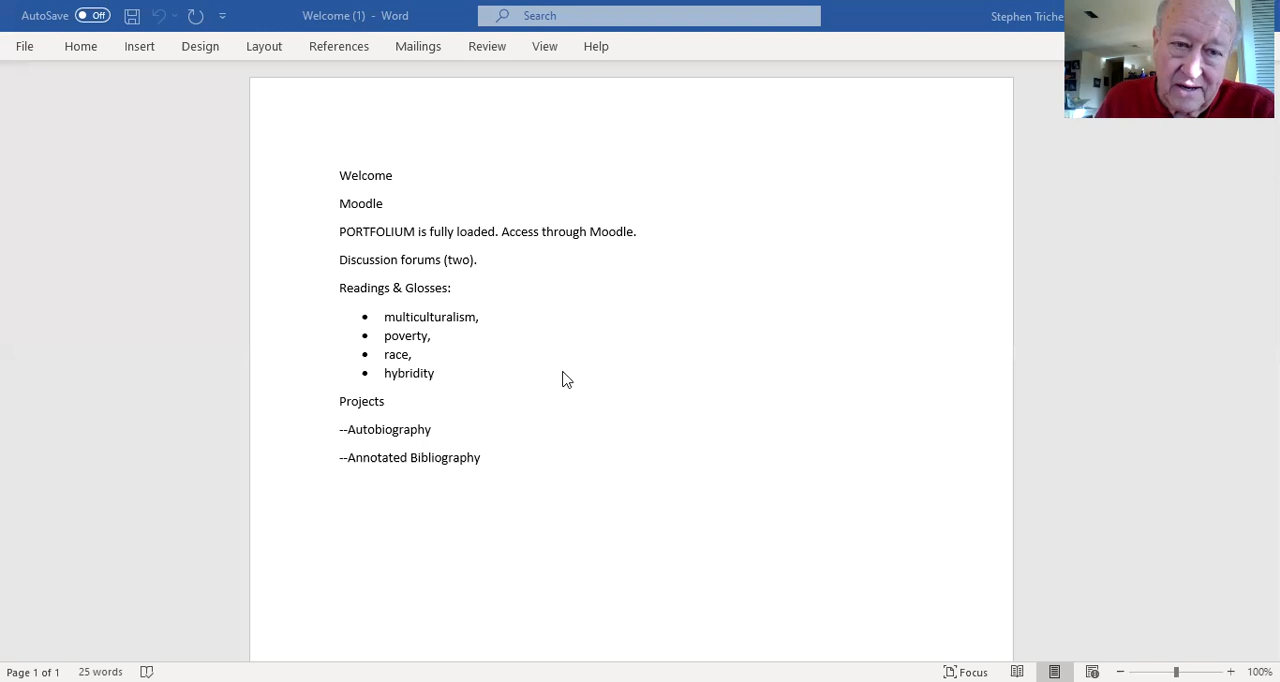 AutoSave Off Welcome (1) - Word Search Stephen Triche
File Home Insert Design Layout References Mailings Review View Help
Welcome
Moodle
PORTFOLIUM is fully loaded. Access through Moodle.
Discussion forums (two).
Readings & Glosses:
• multiculturalism,
• poverty,
• race,
• hybridity
Projects
--Autobiography
--Annotated Bibliography
Page 1 of 1 25 words Focus 100%